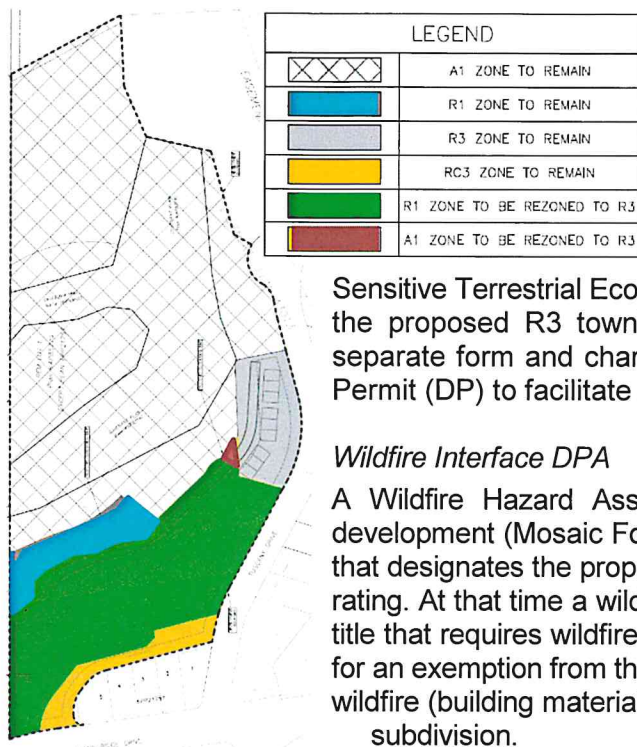 LEGEND
A1 ZONE TO REMAIN
R1 ZONE TO REMAIN
R3 ZONE TO REMAIN
RC3 ZONE TO REMAIN
R1 ZONE TO BE REZONED TO R3
A1 ZONE TO BE REZONED TO R3
Sensitive Terrestrial Eco
the proposed R3 town
separate form and char
Permit (DP) to facilitate
Wildfire Interface DPA
A Wildfire Hazard Ass
development (Mosaic Fo
that designates the prop
rating. At that time a wild
title that requires wildfire
for an exemption from th
wildfire (building materia
subdivision.